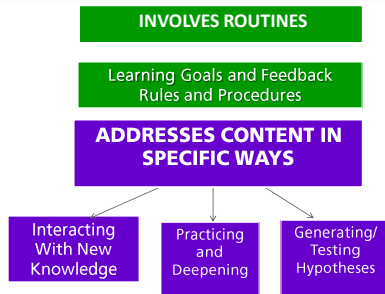 INVOLVES ROUTINES
Learning Goals and Feedback
Rules and Procedures
ADDRESSES CONTENT IN
SPECIFIC WAYS
Interacting
With New
Knowledge
Practicing
and
Deepening
Generating/
Testing
Hypotheses